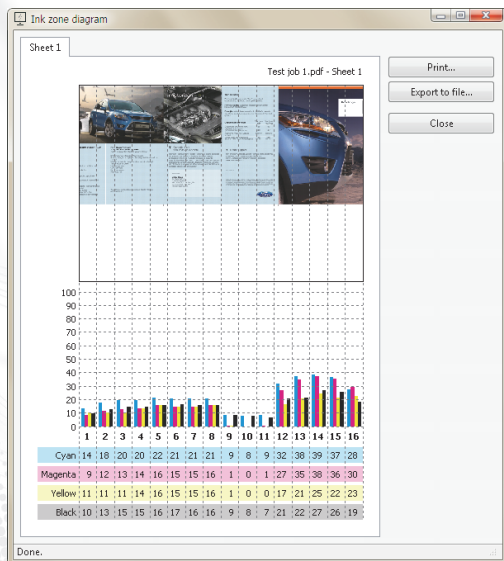 Ink zone diagram
Sheet 1
Test job 1.pdf - Sheet 1
Print...
Export to file...
Close
100
90
80
70
60
50
40
30
20
10
0
1 2 3 4 5 6 7 8 9 10 11 12 13 14 15 16
Cyan 14 18 20 20 22 21 21 21 9 8 9 32 38 39 37 28
Magenta 9 12 13 14 16 15 15 16 1 0 1 27 35 38 36 30
Yellow 11 11 11 14 16 15 15 16 1 0 0 17 21 25 22 23
Black 10 13 15 15 16 17 16 16 9 8 7 21 22 27 26 19
Done.